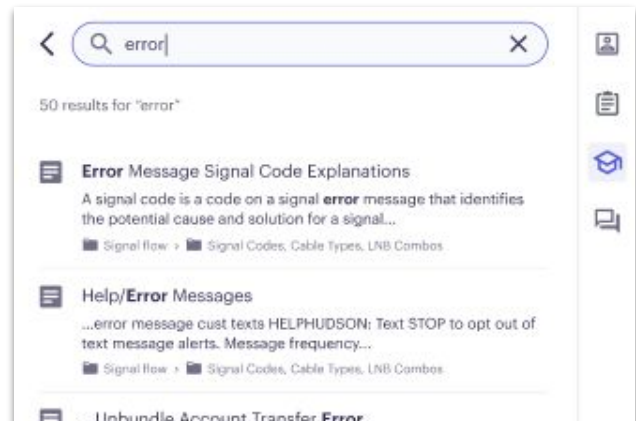 error
50 results for "error"
Error Message Signal Code Explanations
A signal code is a code on a signal error message that identifies
the potential cause and solution for a signal...
Signal flow › Signal Codes, Cable Types, LNB Combos
Help/Error Messages
...error message cust texts HELPHUDSON: Text STOP to opt out of
text message alerts. Message frequency...
Signal flow › Signal Codes, Cable Types, LNB Combos
...Unbundle Account Transfer Error